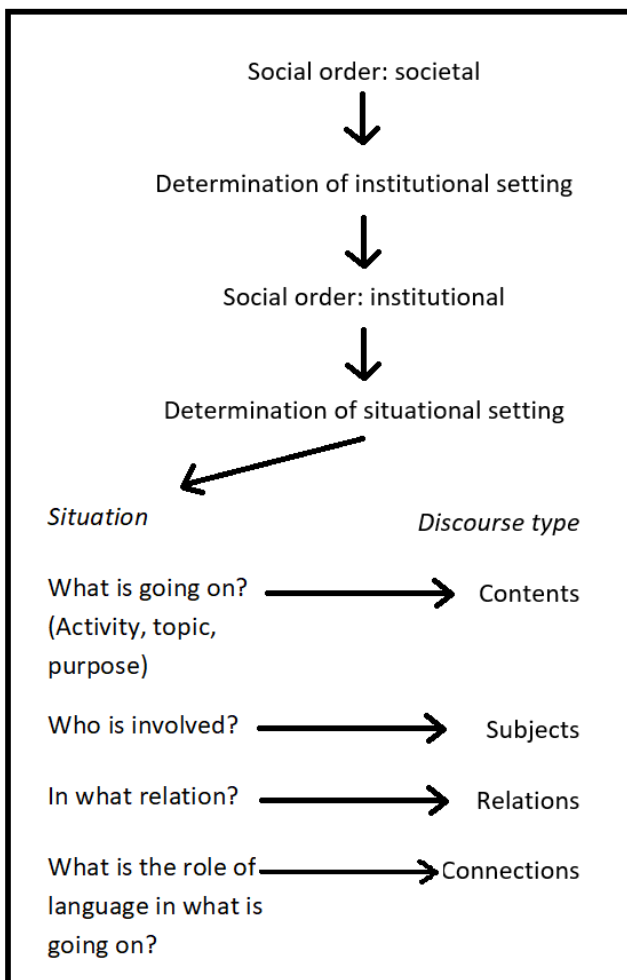 Social order: societal
Determination of institutional setting
Social order: institutional
Determination of situational setting
Situation
Discourse type
What is going on?
(Activity, topic,
purpose)
Contents
Who is involved?
Subjects
In what relation?
Relations
What is the role of
language in what is
going on?
Connections